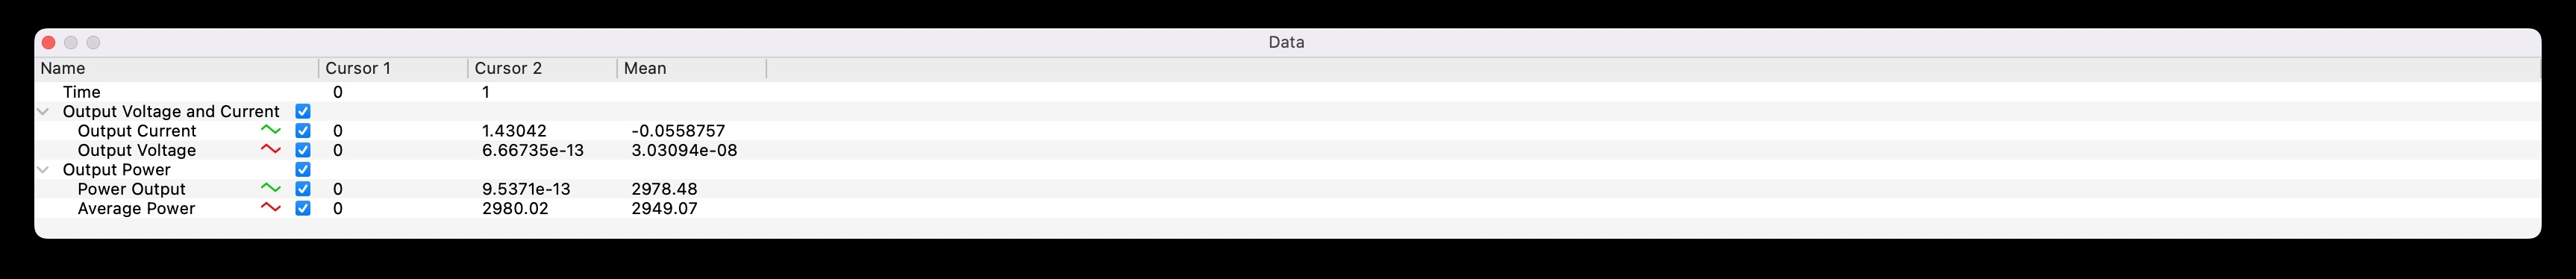 Data
Name Cursor 1 Cursor 2 Mean
Time 0 1
Output Voltage and Current
Output Current 0 1.43042 -0.0558757
Output Voltage 0 6.66735e-13 3.03094e-08
Output Power
Power Output 0 9.5371e-13 2978.48
Average Power 0 2980.02 2949.07